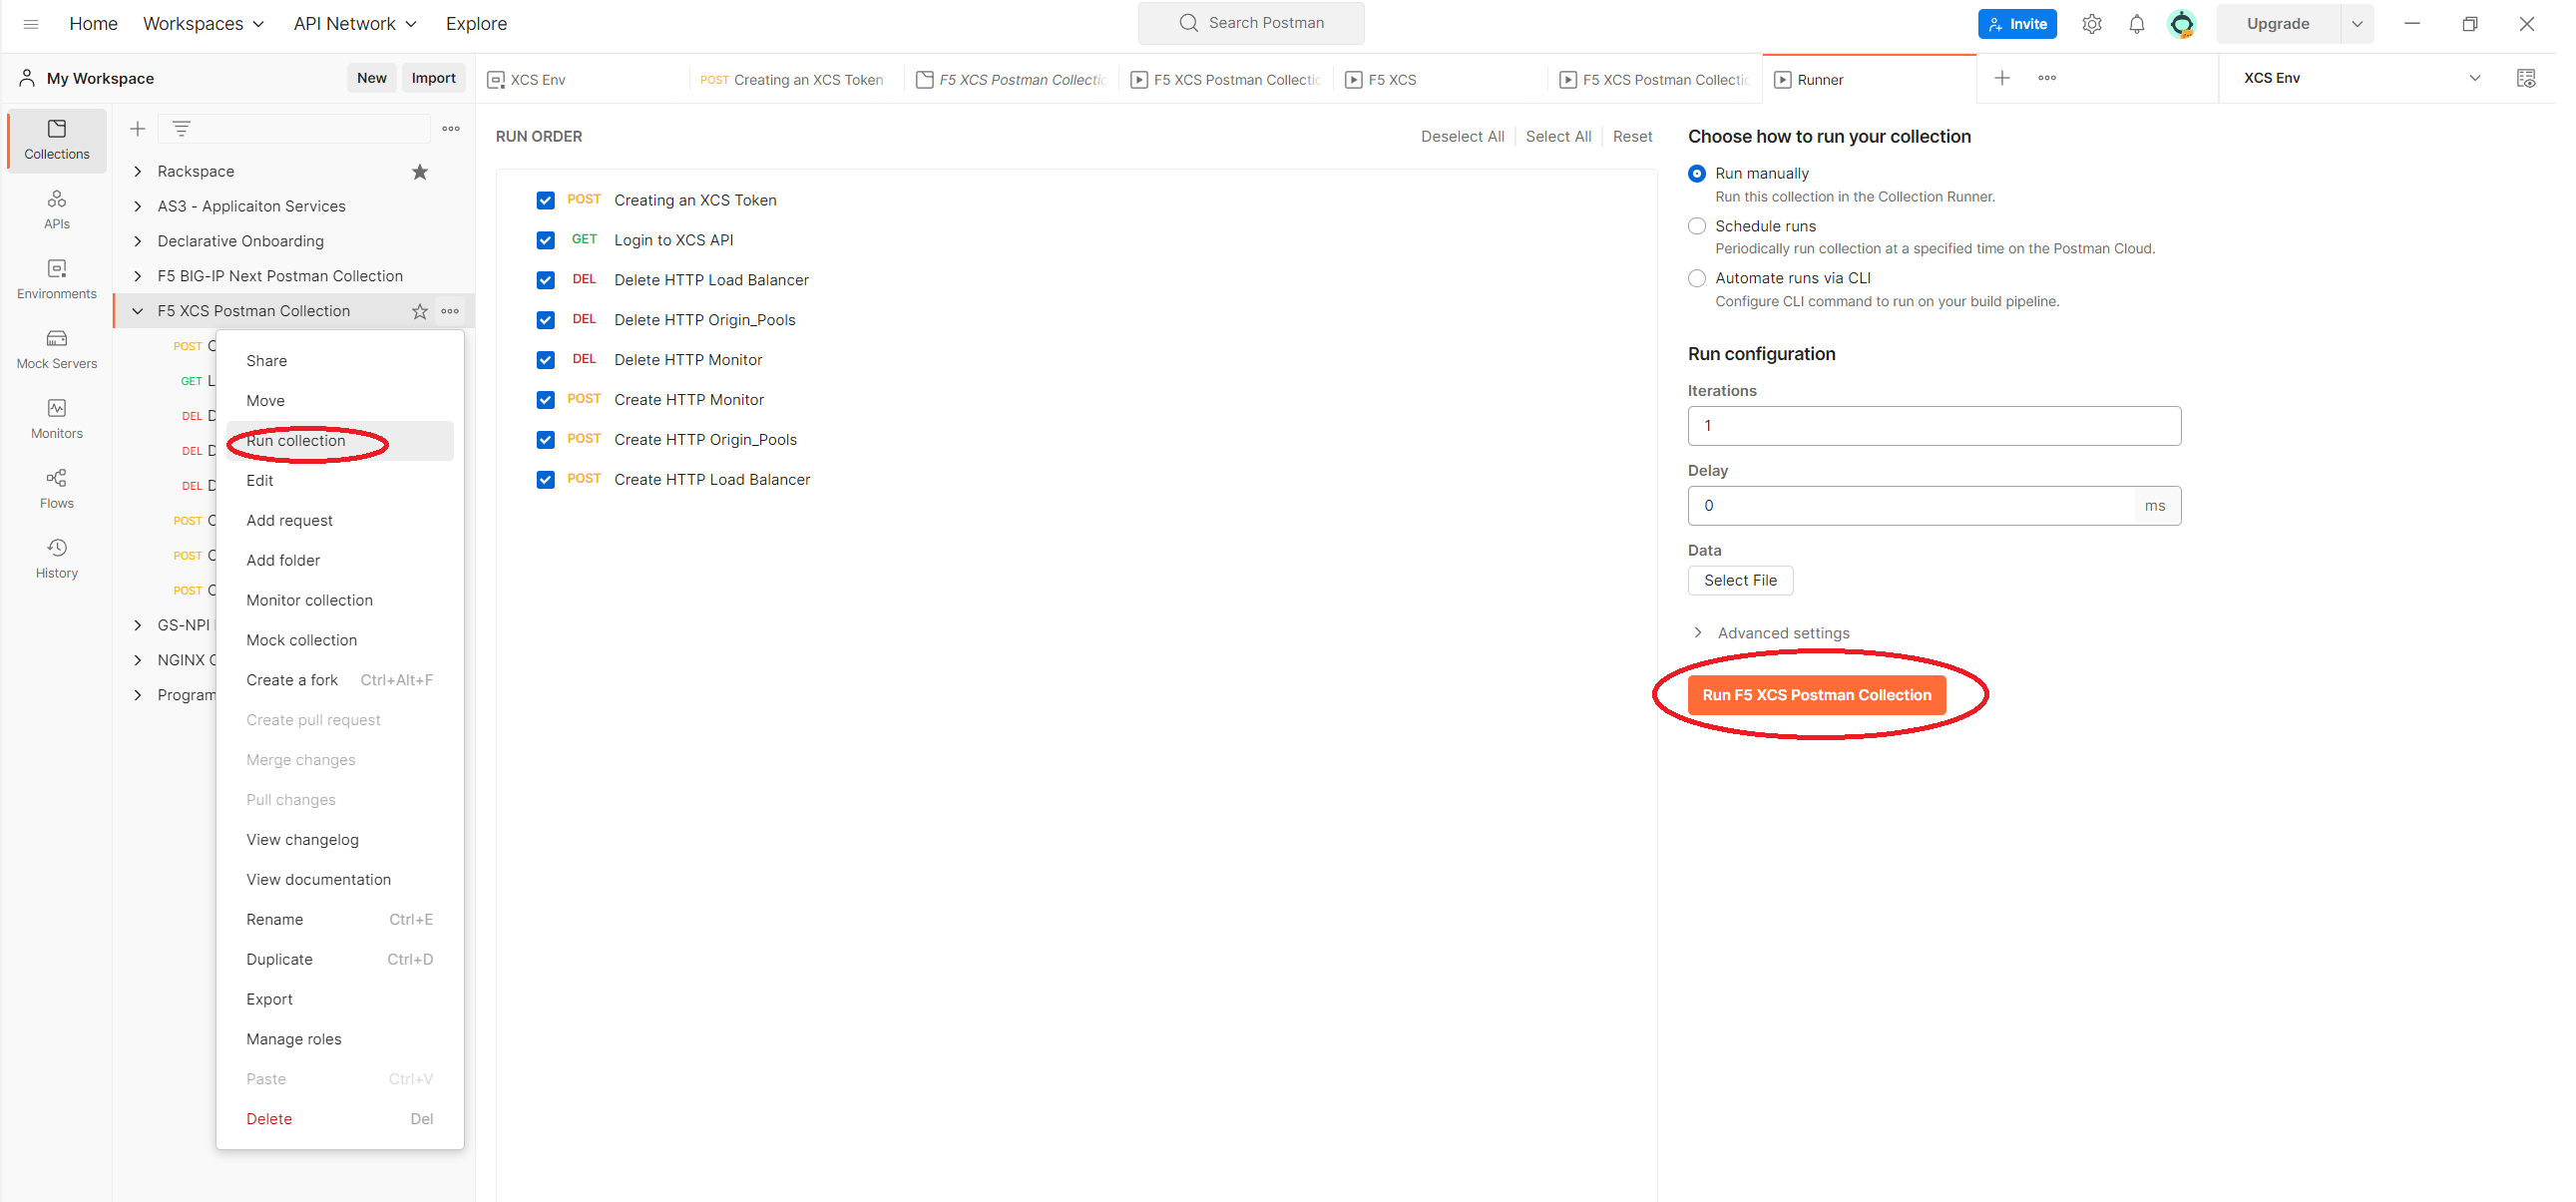 Home Workspaces API Network Explore Search Postman Invite Upgrade
My Workspace New Import
XCS Env POST Creating an XCS Token F5 XCS Postman Collectic F5 XCS Postman Collectic F5 XCS F5 XCS Postman Collectic Runner XCS Env
Collections
APIs
Environments
Mock Servers
Monitors
Flows
History
Rackspace
AS3 - Applicaiton Services
Declarative Onboarding
F5 BIG-IP Next Postman Collection
F5 XCS Postman Collection
POST C
GET L
DEL D
DEL D
DEL D
POST C
POST C
POST C
GS-NPI
NGINX C
Program
Share
Move
Run collection
Edit
Add request
Add folder
Monitor collection
Mock collection
Create a fork Ctrl+Alt+F
Create pull request
Merge changes
Pull changes
View changelog
View documentation
Rename Ctrl+E
Duplicate Ctrl+D
Export
Manage roles
Paste Ctrl+V
Delete Del
RUN ORDER Deselect All Select All Reset
POST Creating an XCS Token
GET Login to XCS API
DEL Delete HTTP Load Balancer
DEL Delete HTTP Origin_Pools
DEL Delete HTTP Monitor
POST Create HTTP Monitor
POST Create HTTP Origin_Pools
POST Create HTTP Load Balancer
Choose how to run your collection
Run manually
Run this collection in the Collection Runner.
Schedule runs
Periodically run collection at a specified time on the Postman Cloud.
Automate runs via CLI
Configure CLI command to run on your build pipeline.
Run configuration
Iterations
1
Delay
0 ms
Data
Select File
Advanced settings
Run F5 XCS Postman Collection